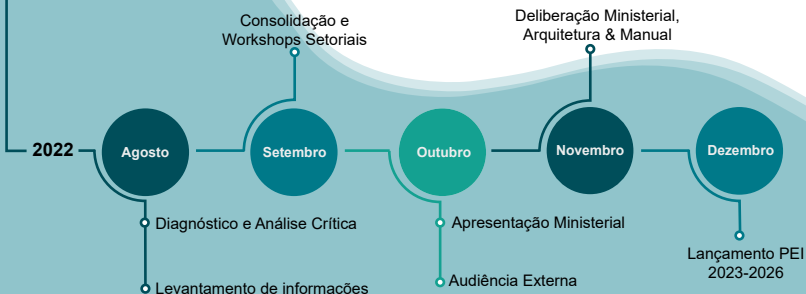 Consolidação e
Workshops Setoriais
Deliberação Ministerial,
Arquitetura & Manual
2022
Agosto
Setembro
Outubro
Novembro
Dezembro
Diagnóstico e Análise Crítica
Levantamento de informações
Apresentação Ministerial
Audiência Externa
Lançamento PEI
2023-2026